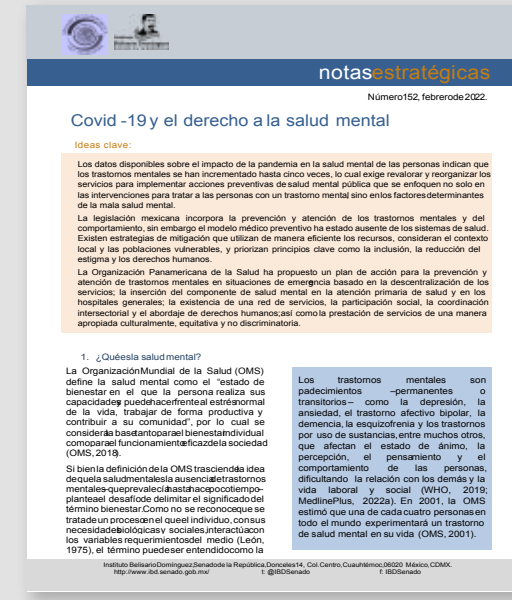 notasestratégicas
Número152, febrerode2022.
Covid -19 y el derecho a la salud mental
Ideas clave:
Los datos disponibles sobre el impacto de la pandemia en la salud mental de las personas indican que
los trastornos mentales se han incrementado hasta cinco veces, lo cual exige revalorar y reorganizar los
servicios para implementar acciones preventivas de salud mental pública que se enfoquen no solo en
las intervenciones para tratar a las personas con un trastorno mental, sino en los factores determinantes
de la mala salud mental.
La legislación mexicana incorpora la prevención y atención de los trastornos mentales y del
comportamiento, sin embargo el modelo médico preventivo ha estado ausente de los sistemas de salud.
Existen estrategias de mitigación que utilizan de manera eficiente los recursos, consideran el contexto
local y las poblaciones vulnerables, y priorizan principios clave como la inclusión, la reducción del
estigma y los derechos humanos.
La Organización Panamericana de la Salud ha propuesto un plan de acción para la prevención y
atención de trastornos mentales en situaciones de emergencia basado en la descentralización de los
servicios; la inserción del componente de salud mental en la atención primaria de salud y en los
hospitales generales; la existencia de una red de servicios, la participación social, la coordinación
intersectorial y el abordaje de derechos humanos; así como la prestación de servicios de una manera
apropiada culturalmente, equitativa y no discriminatoria.
1. ¿Qué es la salud mental?
La Organización Mundial de la Salud (OMS)
define la salud mental como el “estado de
bienestar en el que la persona realiza sus
capacidades y puede hacer frente al estrés normal
de la vida, trabajar de forma productiva y
contribuir a su comunidad”, por lo cual se
considera la base tanto para el bienestar individual
como para el funcionamiento eficaz de la sociedad
(OMS, 2018).
Si bien la definición de la OMS trasciende la idea
de que la salud mental es la ausencia de trastornos
mentales -que prevalecía hasta hace poco tiempo-
plantea el desafío de delimitar el significado del
término bienestar. Como no se reconoce que se
trate de un proceso en el que el individuo, con sus
necesidades biológicas y sociales, interactúa con
los variables requerimientos del medio (León,
1975), el término puede ser entendido como la
Los trastornos mentales son
padecimientos –permanentes o
transitorios– como la depresión, la
ansiedad, el trastorno afectivo bipolar, la
demencia, la esquizofrenia y los trastornos
por uso de sustancias, entre muchos otros,
que afectan el estado de ánimo, la
percepción, el pensamiento y el
comportamiento de las personas,
dificultando la relación con los demás y la
vida laboral y social (WHO, 2019;
MedlinePlus, 2022a). En 2001, la OMS
estimó que una de cada cuatro personas en
todo el mundo experimentará un trastorno
de salud mental en su vida (OMS, 2001).
Instituto Belisario Domínguez, Senado de la República, Donceles 14, Col. Centro, Cuauhtémoc, 06020 México, CDMX.
http://www.ibd.senado.gob.mx/ t: @IBDSenado f: IBDSenado